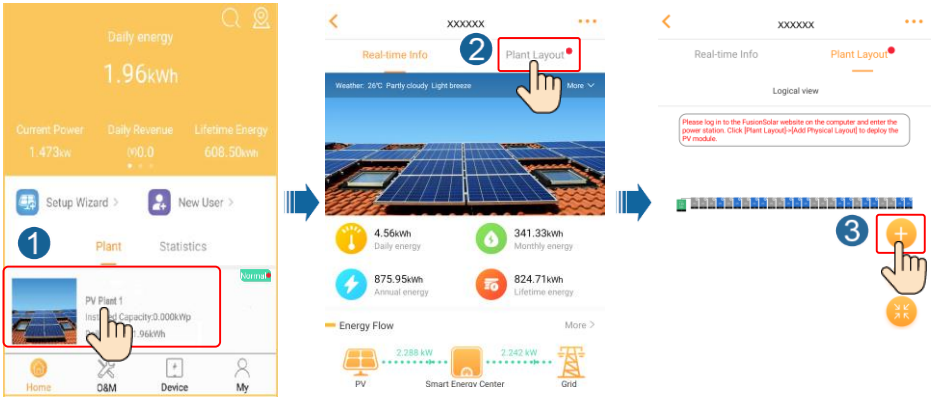 Daily energy
1.96kWh
Current Power Daily Revenue Lifetime Energy
1.473kW (¥)0.0 608.50kWh
Setup Wizard > New User >
1
Plant Statistics
Normal
PV Plant 1
Installed Capacity:0.000kWp
1.96kWh
Home O&M Device My
xxxxxx
Real-time Info 2 Plant Layout
Weather: 26℃ Partly cloudy Light breeze More
4.56kWh 341.33kWh
Daily energy Monthly energy
875.95kWh 824.71kWh
Annual energy Lifetime energy
Energy Flow More >
2.288 kW 2.242 kW
PV Smart Energy Center Grid
xxxxxx
Real-time Info Plant Layout
Logical view
Please log in to the FusionSolar website on the computer and enter the
power station. Click [Plant Layout]->[Add Physical Layout] to deploy the
PV module.
3